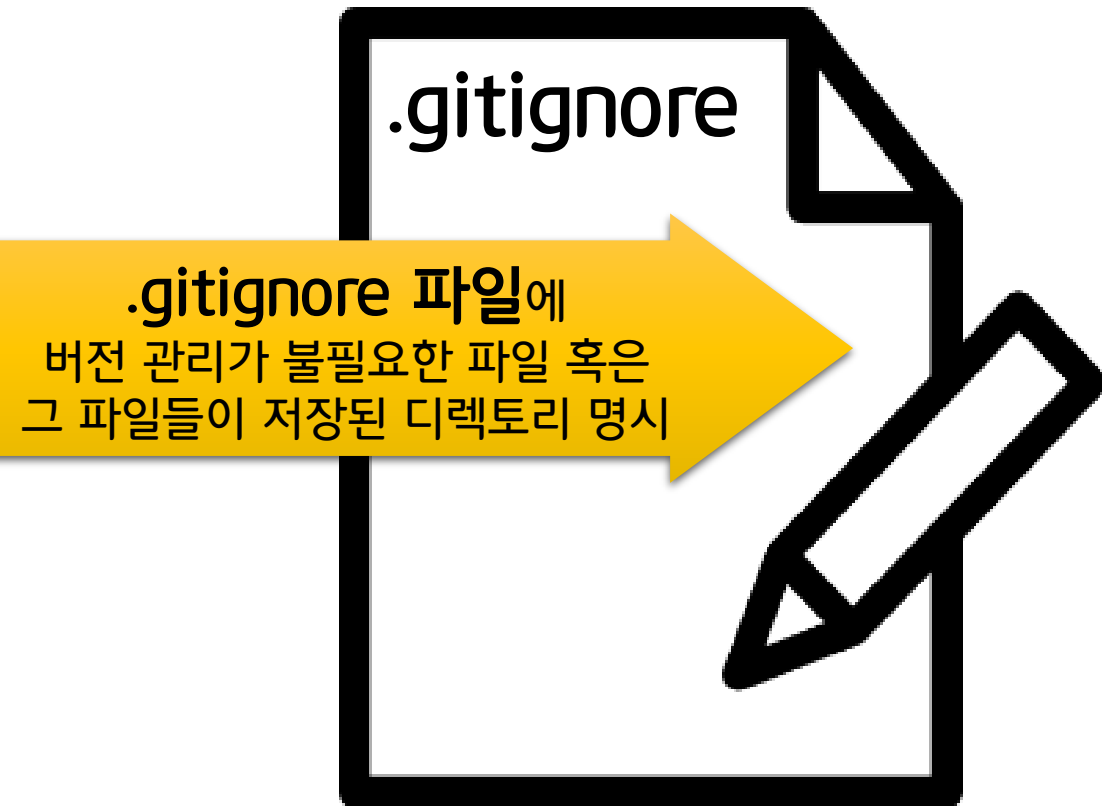 .gitignore
.gitignore 파일에
버전 관리가 불필요한 파일 혹은
그 파일들이 저장된 디렉토리 명시